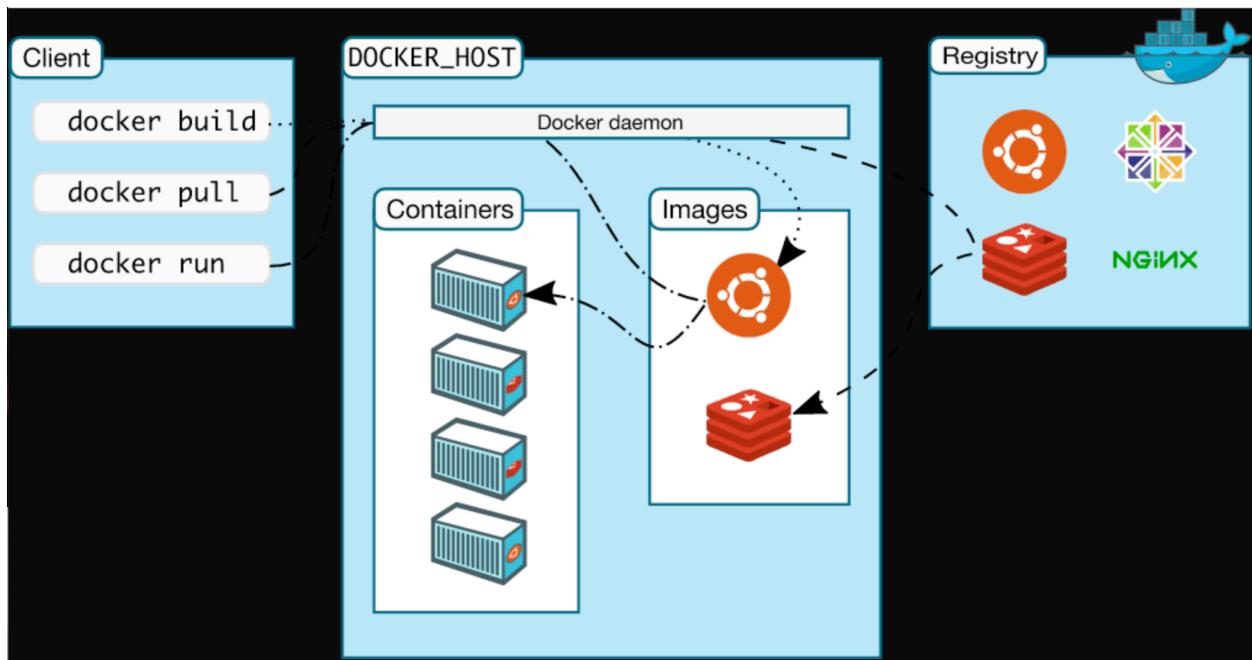 Client
docker build
docker pull
docker run
DOCKER_HOST
Docker daemon
Containers
Images
Registry
NGINX